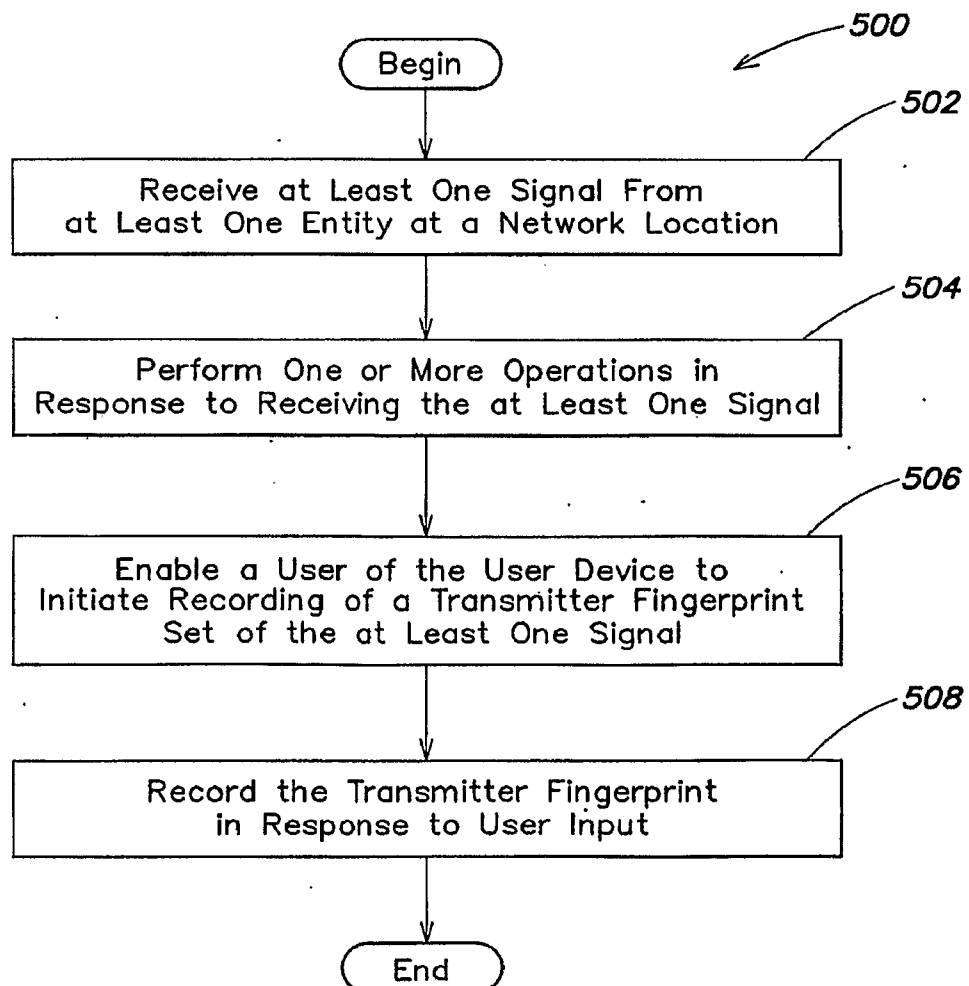 500
Begin
502
Receive at Least One Signal From
at Least One Entity at a Network Location
504
Perform One or More Operations in
Response to Receiving the at Least One Signal
506
Enable a User of the User Device to
Initiate Recording of a Transmitter Fingerprint
Set of the at Least One Signal
508
Record the Transmitter Fingerprint
in Response to User Input
End